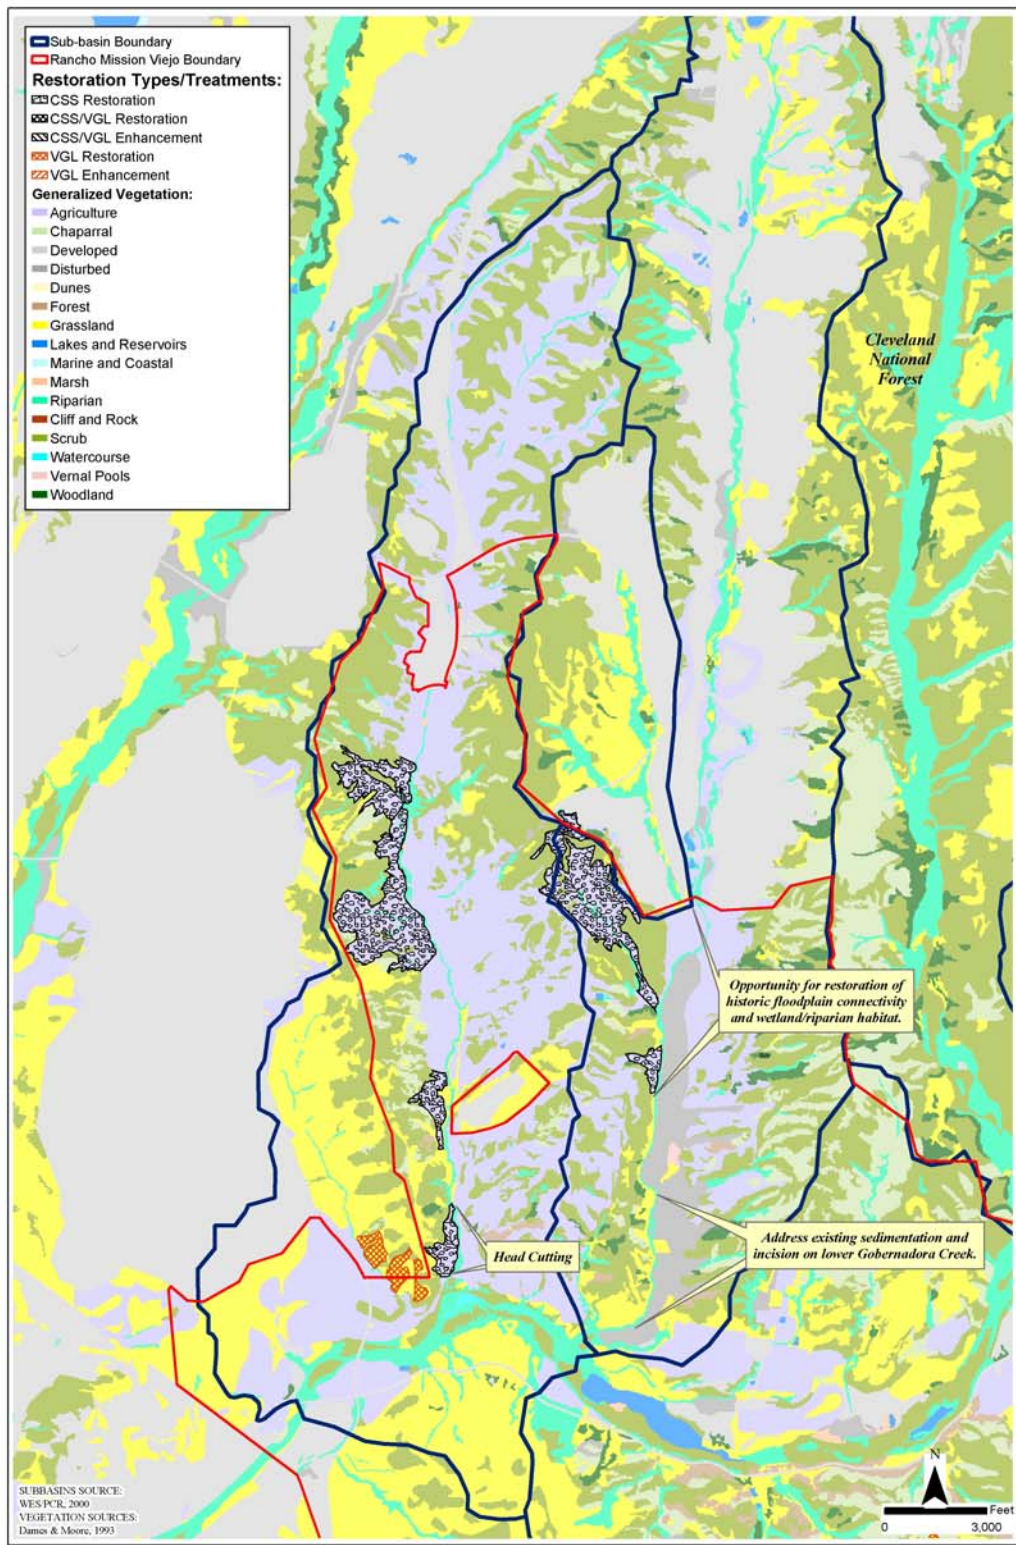 Sub-basin Boundary
Rancho Mission Viejo Boundary
Restoration Types/Treatments:
CSS Restoration
CSS/VGL Restoration
CSS/VGL Enhancement
VGL Restoration
VGL Enhancement
Generalized Vegetation:
Agriculture
Chaparral
Developed
Disturbed
Dunes
Forest
Grassland
Lakes and Reservoirs
Marine and Coastal
Marsh
Riparian
Cliff and Rock
Scrub
Watercourse
Vernal Pools
Woodland
Cleveland
National
Forest
Opportunity for restoration of
historic floodplain connectivity
and wetland/riparian habitat.
Address existing sedimentation and
incision on lower Gobernadora Creek.
Head Cutting
SUBBASINS SOURCE:
WES/PCR, 2000
VEGETATION SOURCES:
Dames & Moore, 1993
N
Feet
0 3,000